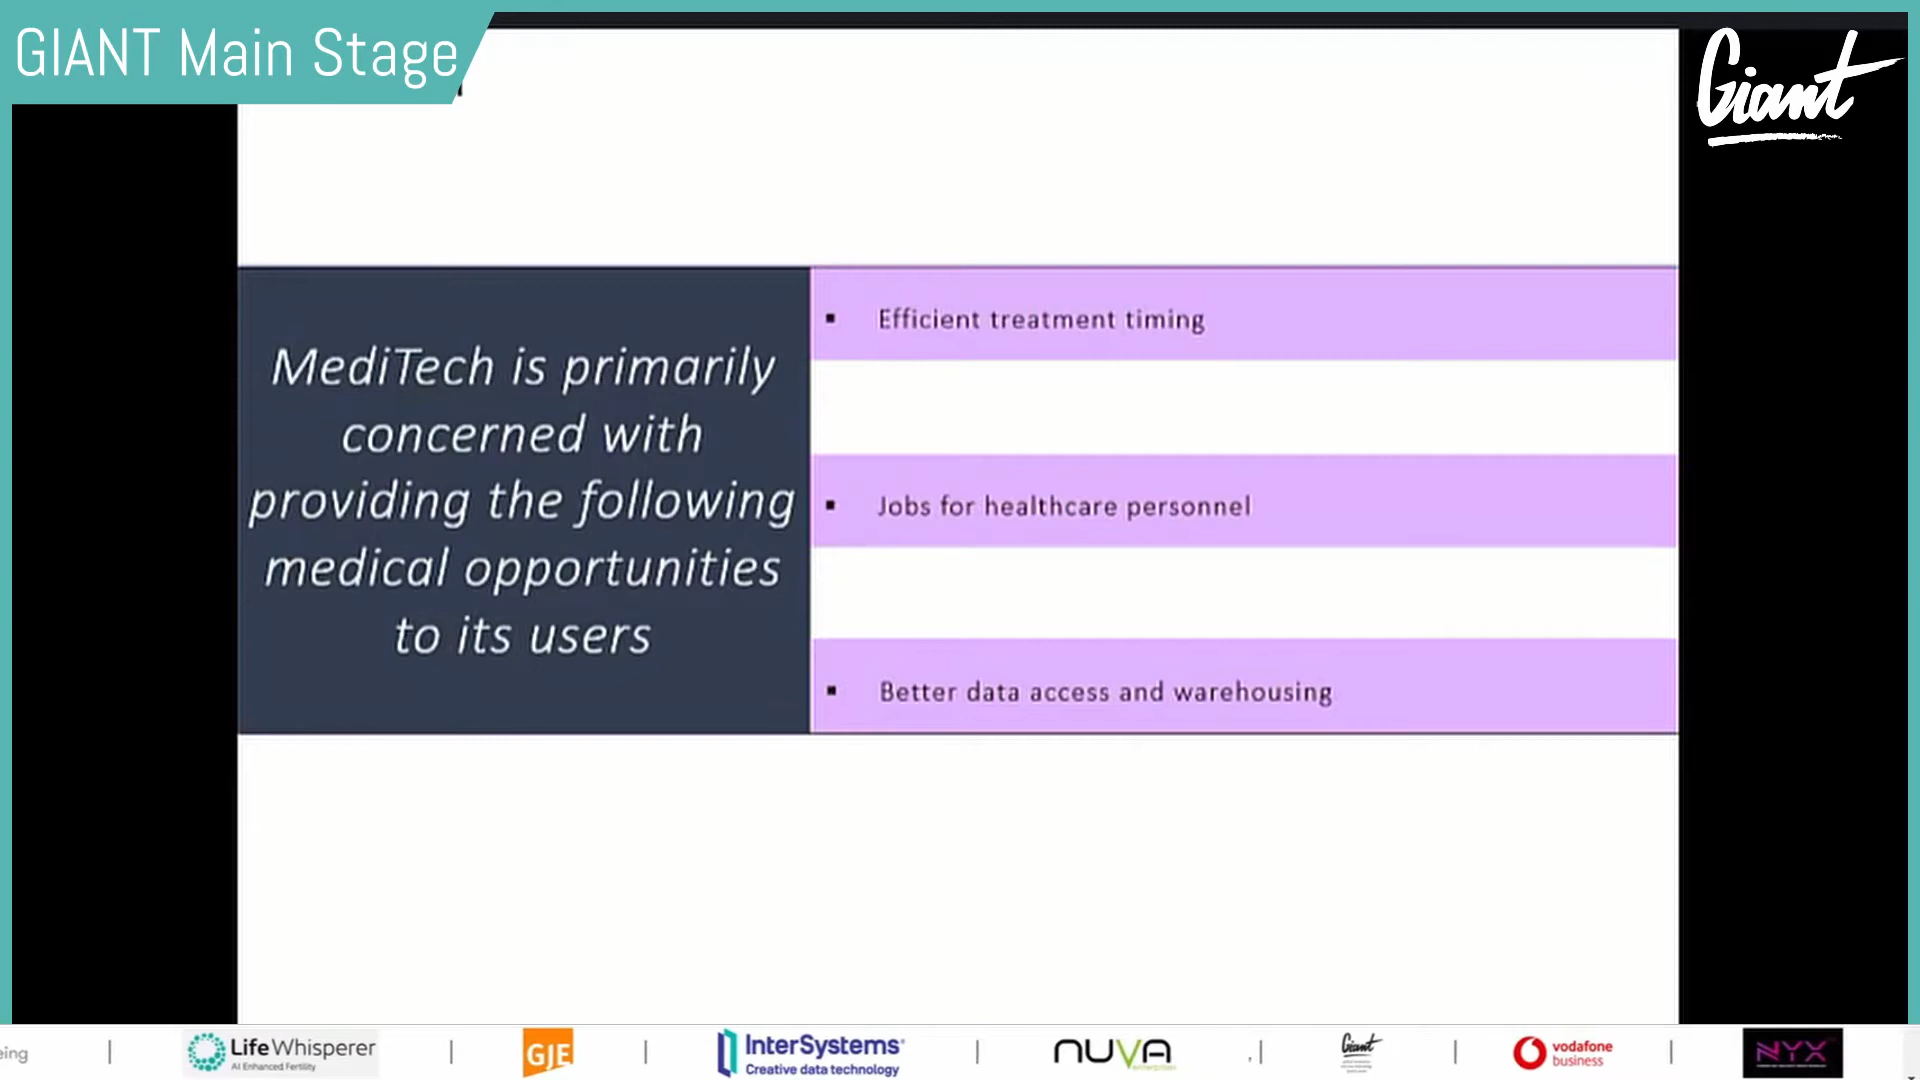 GIANT Main Stage
Giant
MediTech is primarily
concerned with
providing the following
medical opportunities
to its users
▪ Efficient treatment timing
▪ Jobs for healthcare personnel
▪ Better data access and warehousing
eing | LifeWhisperer | GJE | InterSystems® | nuva | Giant | vodafone | NYX
AI Enhanced Fertility
Creative data technology
enterprises
business